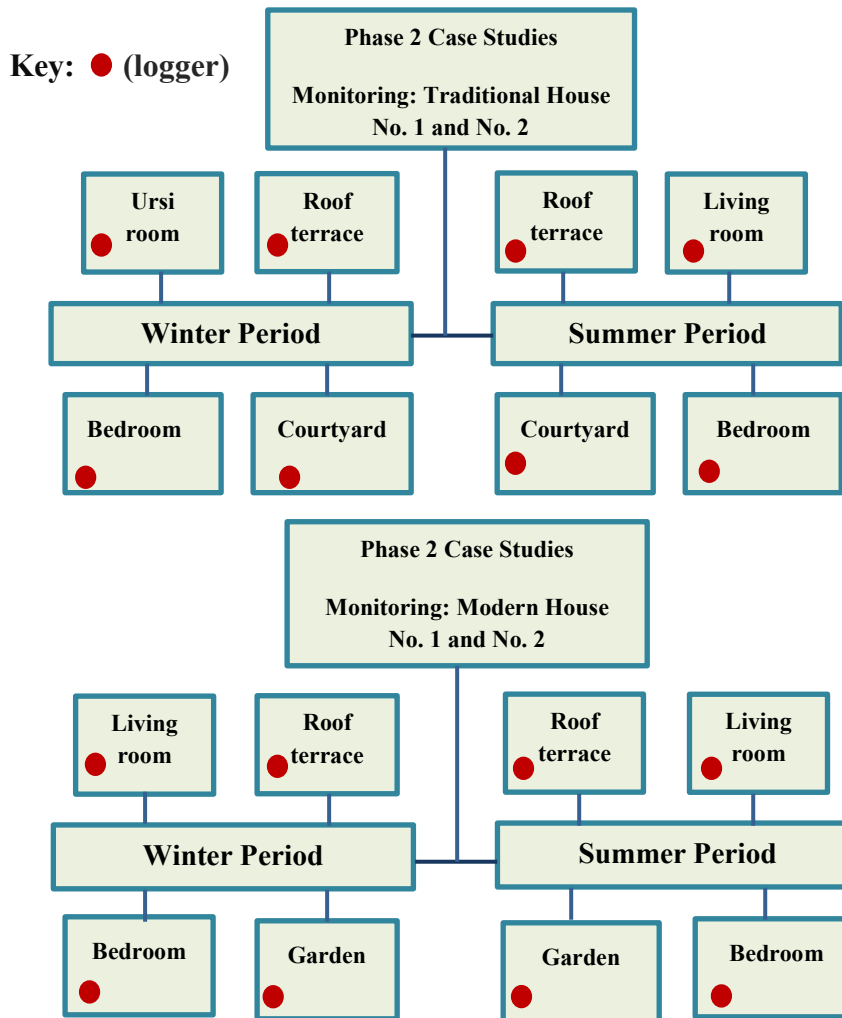 Key: (logger)
Phase 2 Case Studies
Monitoring: Traditional House
No. 1 and No. 2
Ursi
room
Roof
terrace
Roof
terrace
Living
room
Winter Period
Summer Period
Bedroom
Courtyard
Courtyard
Bedroom
Phase 2 Case Studies
Monitoring: Modern House
No. 1 and No. 2
Living
room
Roof
terrace
Roof
terrace
Living
room
Winter Period
Summer Period
Bedroom
Garden
Garden
Bedroom